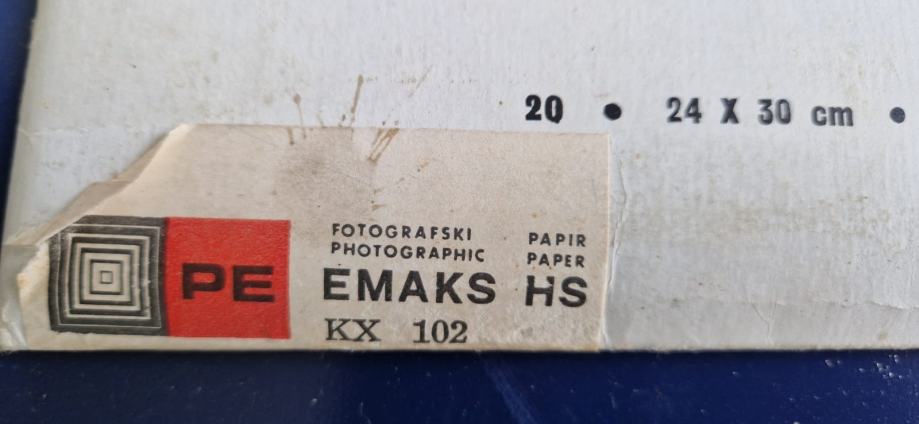 20 • 24 X 30 cm •
FOTOGRAFSKI PAPIR
PHOTOGRAPHIC PAPER
PE EMAKS HS
KX 102